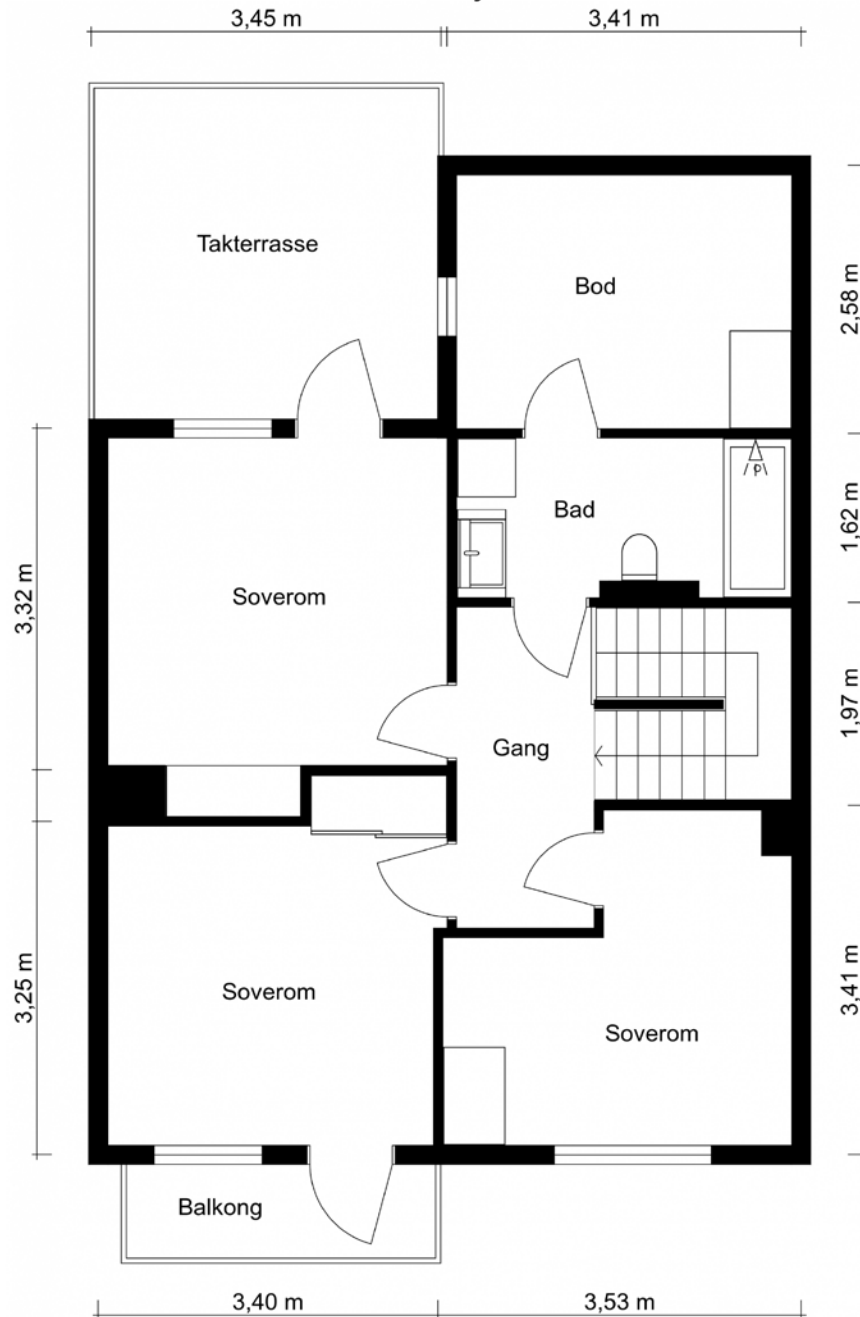 3,45 m
3,41 m
Takterrasse
Bod
2,58 m
Bad
1,62 m
Soverom
3,32 m
Gang
1,97 m
Soverom
3,25 m
Soverom
3,41 m
Balkong
3,40 m
3,53 m